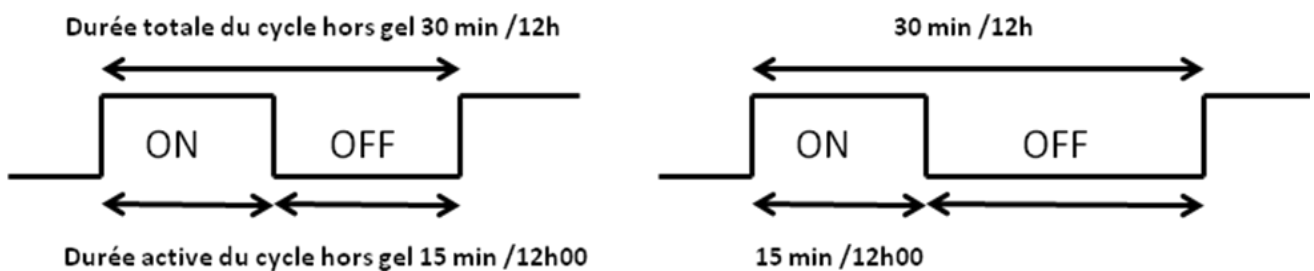 Durée totale du cycle hors gel 30 min /12h
30 min /12h
ON
OFF
ON
OFF
Durée active du cycle hors gel 15 min /12h00
15 min /12h00